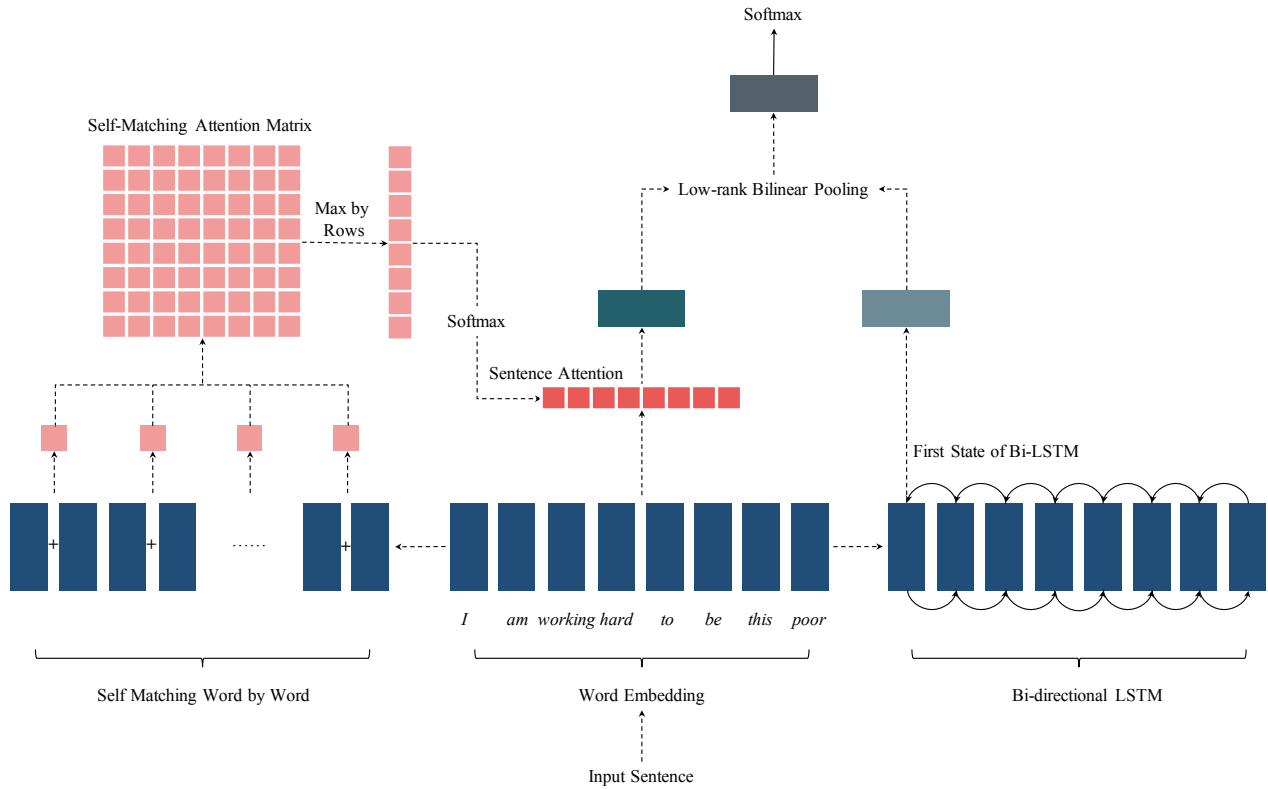 Softmax
Self-Matching Attention Matrix
Max by
Rows
Low-rank Bilinear Pooling
Softmax
Sentence Attention
First State of Bi-LSTM
+ + ...... +
I am working hard to be this poor
Self Matching Word by Word
Word Embedding
Bi-directional LSTM
Input Sentence